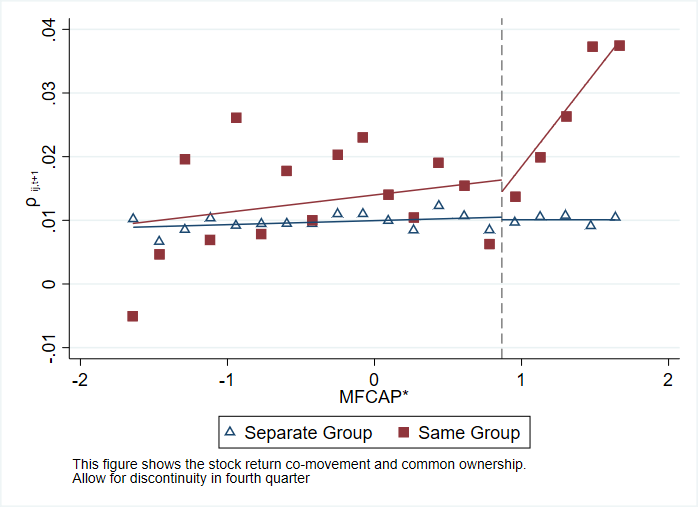 .04
.03
.02
.01
0
-.01
ρ ij,t+1
-2 -1 0 1 2
MFCAP*
Separate Group Same Group
This figure shows the stock return co-movement and common ownership.
Allow for discontinuity in fourth quarter